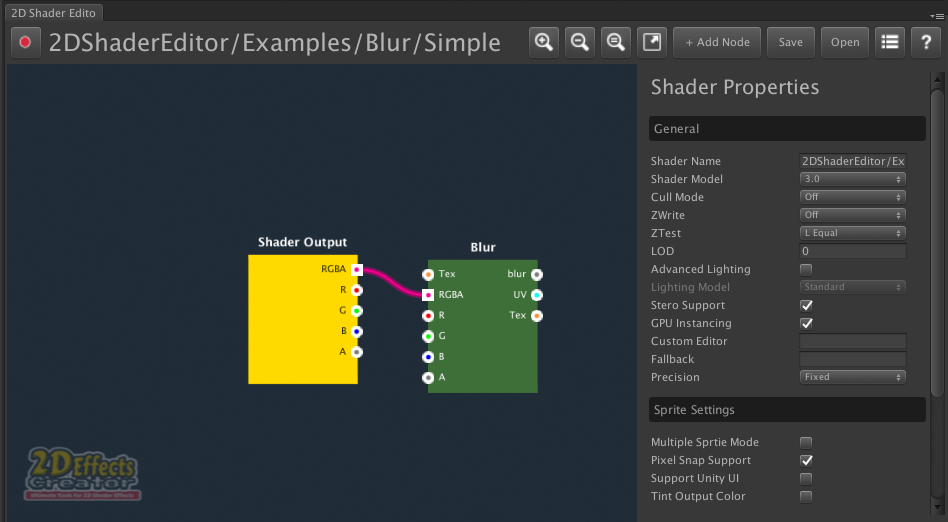 2D Shader Edito
2DShaderEditor/Examples/Blur/Simple
+ Add Node
Save
Open
?
Shader Output
RGBA
R
G
B
A
Blur
Tex
RGBA
R
G
B
A
blur
UV
Tex
2D Effects
Creator
Ultimate Tools For 2D Shader Effects
Shader Properties
General
Shader Name 2DShaderEditor/Ex
Shader Model 3.0
Cull Mode Off
ZWrite Off
ZTest L Equal
LOD 0
Advanced Lighting
Lighting Model Standard
Stero Support
GPU Instancing
Custom Editor
Fallback
Precision Fixed
Sprite Settings
Multiple Sprtie Mode
Pixel Snap Support
Support Unity UI
Tint Output Color